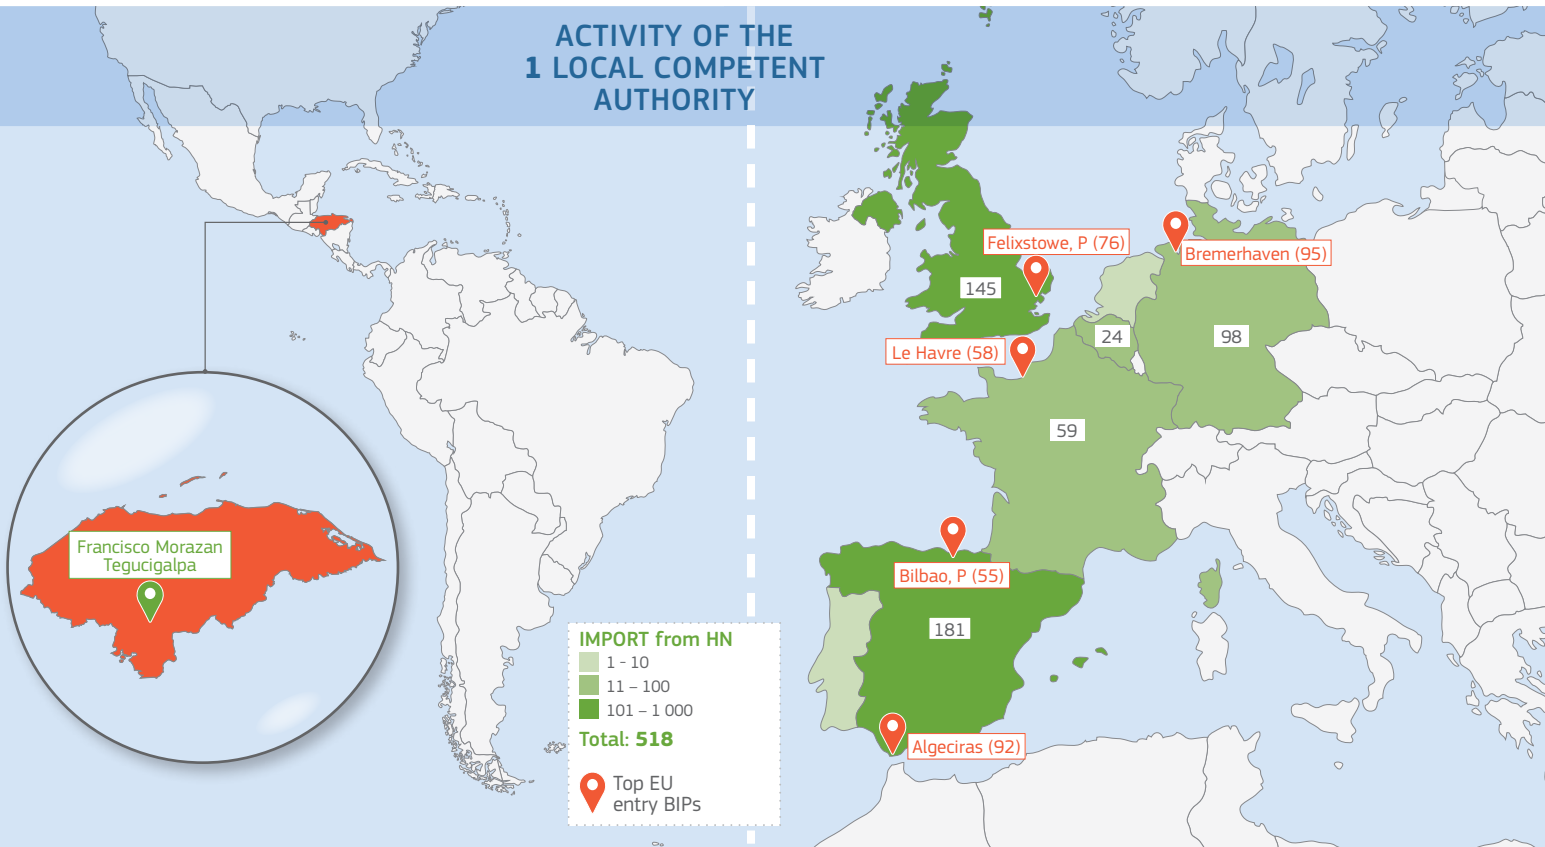 ACTIVITY OF THE
1 LOCAL COMPETENT
AUTHORITY
Felixstowe, P (76)
Bremerhaven (95)
145
24
98
Le Havre (58)
59
Francisco Morazan
Tegucigalpa
Bilbao, P (55)
181
Algeciras (92)
IMPORT from HN
1 - 10
11 – 100
101 – 1 000
Total: 518
Top EU
entry BIPs